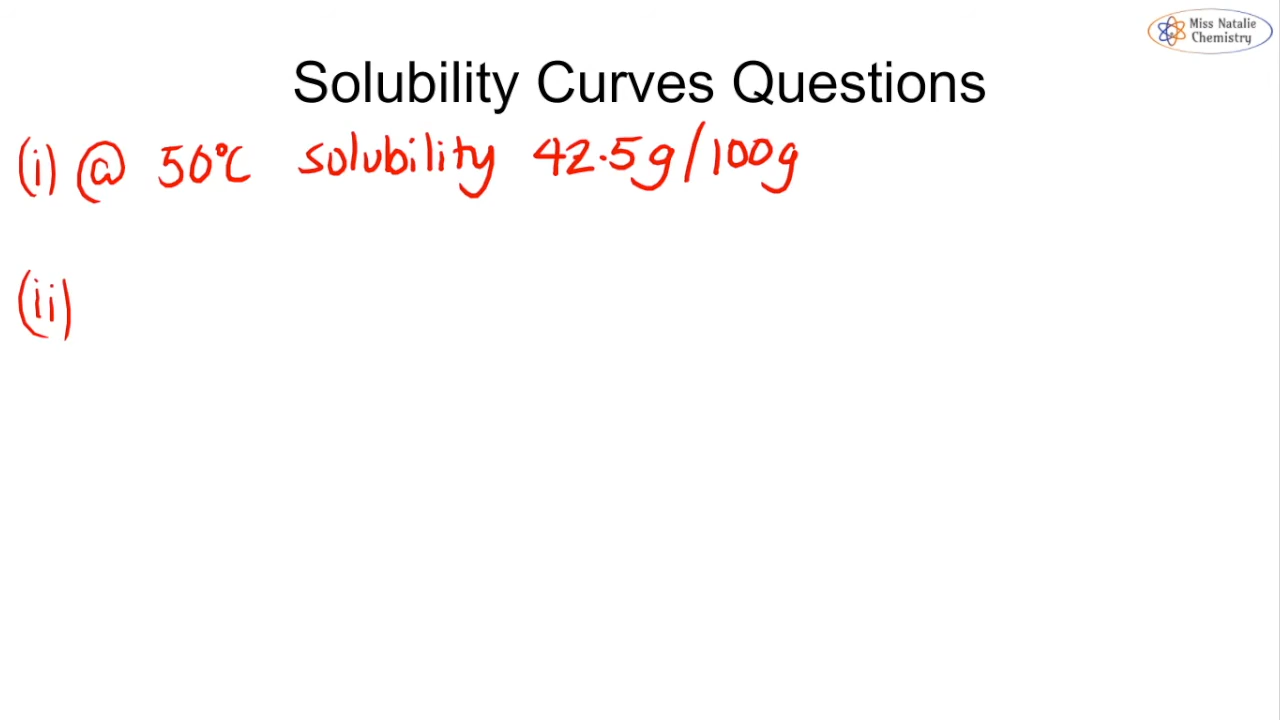 Miss Natalie
Chemistry
Solubility Curves Questions
(i) @ 50°C solubility 42.5g/100g
(ii)